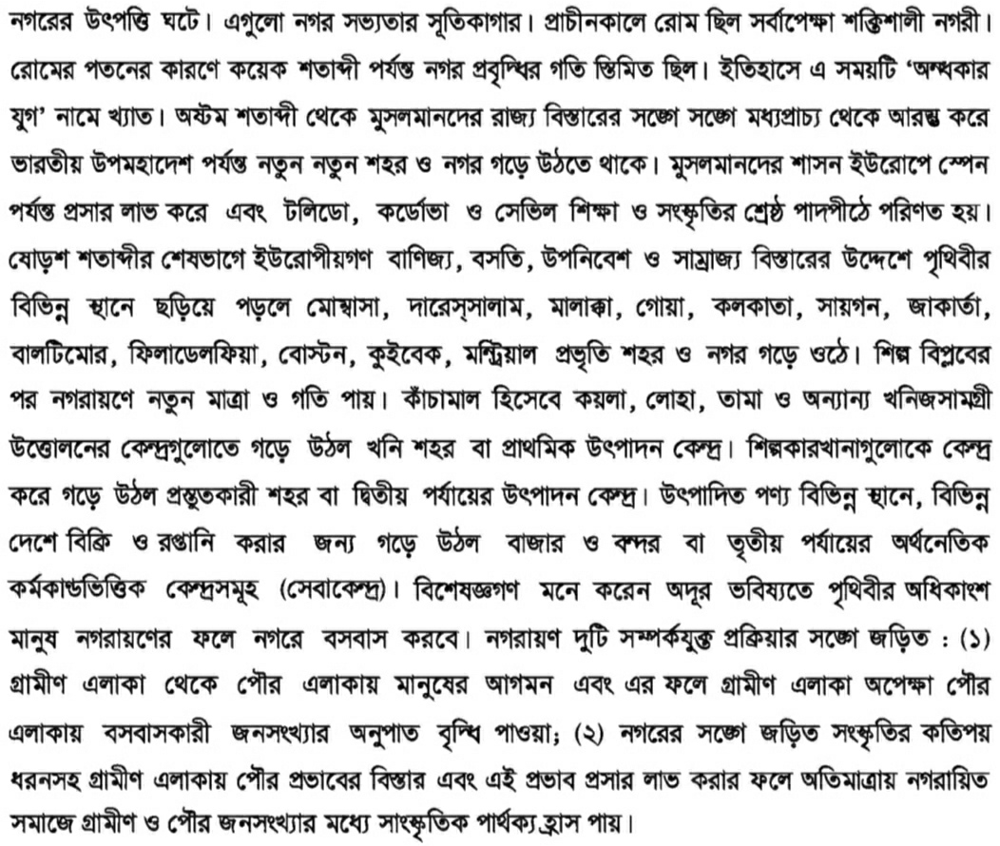 নগরের উৎপত্তি ঘটে। এগুলো নগর সভ্যতার সূতিকাগার। প্রাচীনকালে রোম ছিল সর্বাপেক্ষা শক্তিশালী নগরী।
রোমের পতনের কারণে কয়েক শতাব্দী পর্যন্ত নগর প্রবৃদ্ধির গতি স্তিমিত ছিল। ইতিহাসে এ সময়টি ‘অন্ধকার
যুগ’ নামে খ্যাত। অষ্টম শতাব্দী থেকে মুসলমানদের রাজ্য বিস্তারের সঙ্গে সঙ্গে মধ্যপ্রাচ্য থেকে আরম্ভ করে
ভারতীয় উপমহাদেশ পর্যন্ত নতুন নতুন শহর ও নগর গড়ে উঠতে থাকে। মুসলমানদের শাসন ইউরোপে স্পেন
পর্যন্ত প্রসার লাভ করে এবং টলিডো, কর্ডোভা ও সেভিল শিক্ষা ও সংস্কৃতির শ্রেষ্ঠ পাদপীঠে পরিণত হয়।
ষোড়শ শতাব্দীর শেষভাগে ইউরোপীয়গণ বাণিজ্য, বসতি, উপনিবেশ ও সাম্রাজ্য বিস্তারের উদ্দেশে পৃথিবীর
বিভিন্ন স্থানে ছড়িয়ে পড়লে মোম্বাসা, দারেস্‌সালাম, মালাক্কা, গোয়া, কলকাতা, সায়গন, জাকার্তা,
বালটিমোর, ফিলাডেলফিয়া, বোস্টন, কুইবেক, মন্ট্রিয়াল প্রভৃতি শহর ও নগর গড়ে ওঠে। শিল্প বিপ্লবের
পর নগরায়ণে নতুন মাত্রা ও গতি পায়। কাঁচামাল হিসেবে কয়লা, লোহা, তামা ও অন্যান্য খনিজসামগ্রী
উত্তোলনের কেন্দ্রগুলোতে গড়ে উঠল খনি শহর বা প্রাথমিক উৎপাদন কেন্দ্র। শিল্পকারখানাগুলোকে কেন্দ্র
করে গড়ে উঠল প্রস্তুতকারী শহর বা দ্বিতীয় পর্যায়ের উৎপাদন কেন্দ্র। উৎপাদিত পণ্য বিভিন্ন স্থানে, বিভিন্ন
দেশে বিক্রি ও রপ্তানি করার জন্য গড়ে উঠল বাজার ও বন্দর বা তৃতীয় পর্যায়ের অর্থনৈতিক
কর্মকাণ্ডভিত্তিক কেন্দ্রসমূহ (সেবাকেন্দ্র)। বিশেষজ্ঞগণ মনে করেন অদূর ভবিষ্যতে পৃথিবীর অধিকাংশ
মানুষ নগরায়ণের ফলে নগরে বসবাস করবে। নগরায়ণ দুটি সম্পর্কযুক্ত প্রক্রিয়ার সঙ্গে জড়িত : (১)
গ্রামীণ এলাকা থেকে পৌর এলাকায় মানুষের আগমন এবং এর ফলে গ্রামীণ এলাকা অপেক্ষা পৌর
এলাকায় বসবাসকারী জনসংখ্যার অনুপাত বৃদ্ধি পাওয়া; (২) নগরের সঙ্গে জড়িত সংস্কৃতির কতিপয়
ধরনসহ গ্রামীণ এলাকায় পৌর প্রভাবের বিস্তার এবং এই প্রভাব প্রসার লাভ করার ফলে অতিমাত্রায় নগরায়িত
সমাজে গ্রামীণ ও পৌর জনসংখ্যার মধ্যে সাংস্কৃতিক পার্থক্য হ্রাস পায়।